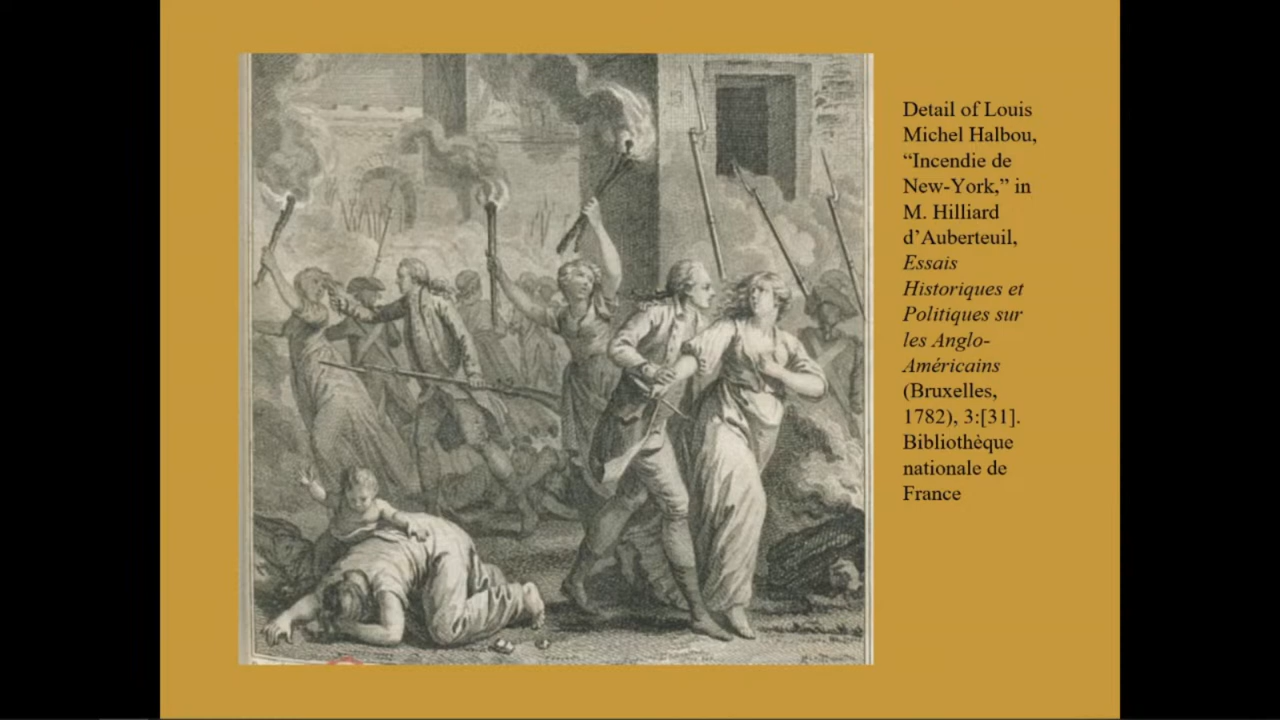 Detail of Louis
Michel Halbou,
“Incendie de
New-York,” in
M. Hilliard
d’Auberteuil,
Essais
Historiques et
Politiques sur
les Anglo-
Américains
(Bruxelles,
1782), 3:[31].
Bibliothėque
nationale de
France